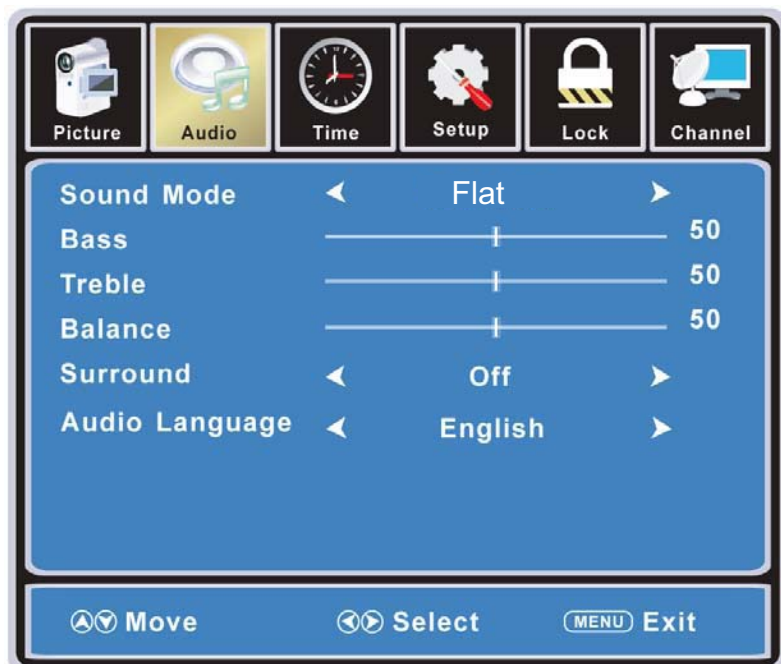 Picture Audio Time Setup Lock Channel
Sound Mode Flat
Bass 50
Treble 50
Balance 50
Surround Off
Audio Language English
Move Select MENU Exit